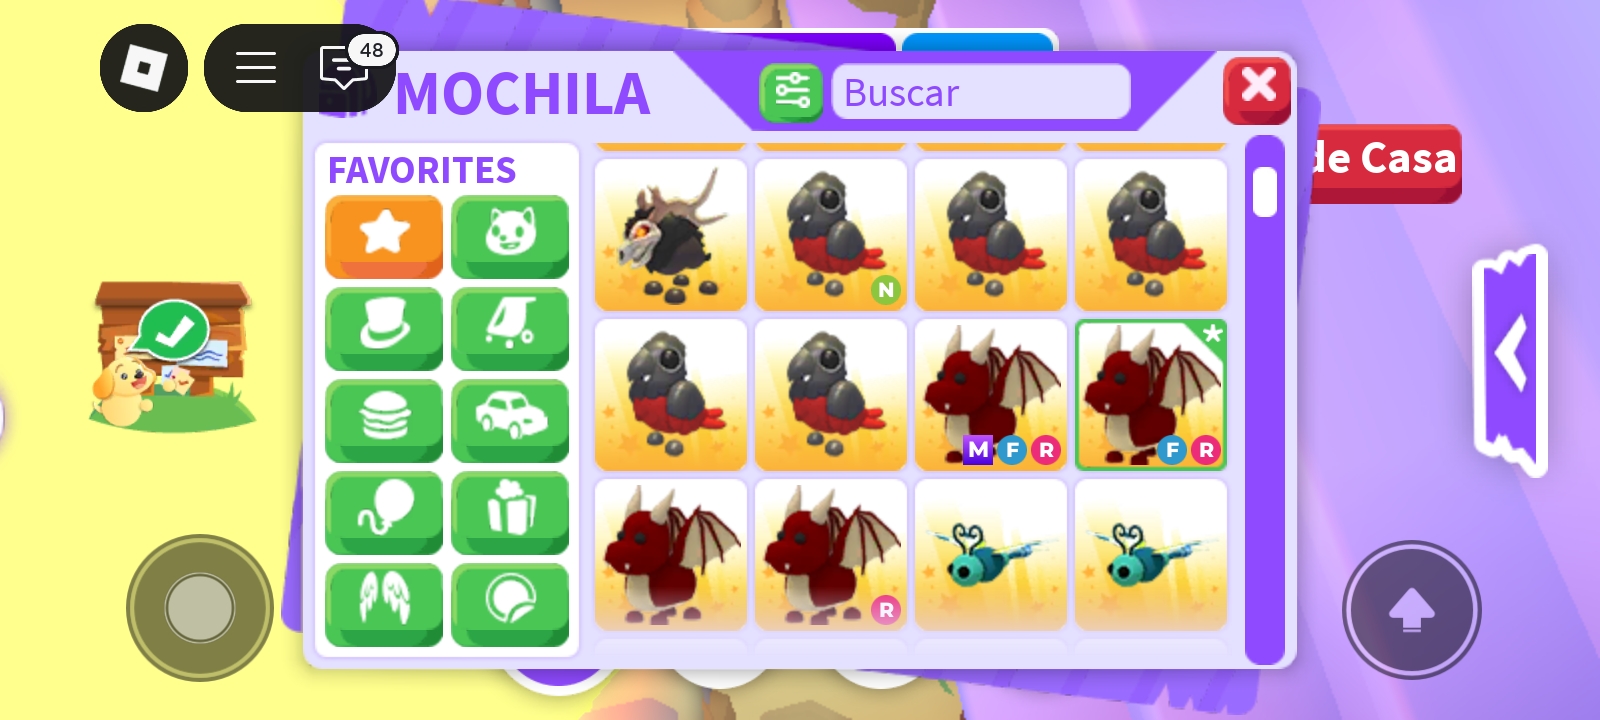 48
MOCHILA
Buscar
de Casa
FAVORITES
N
M F R
F R
R